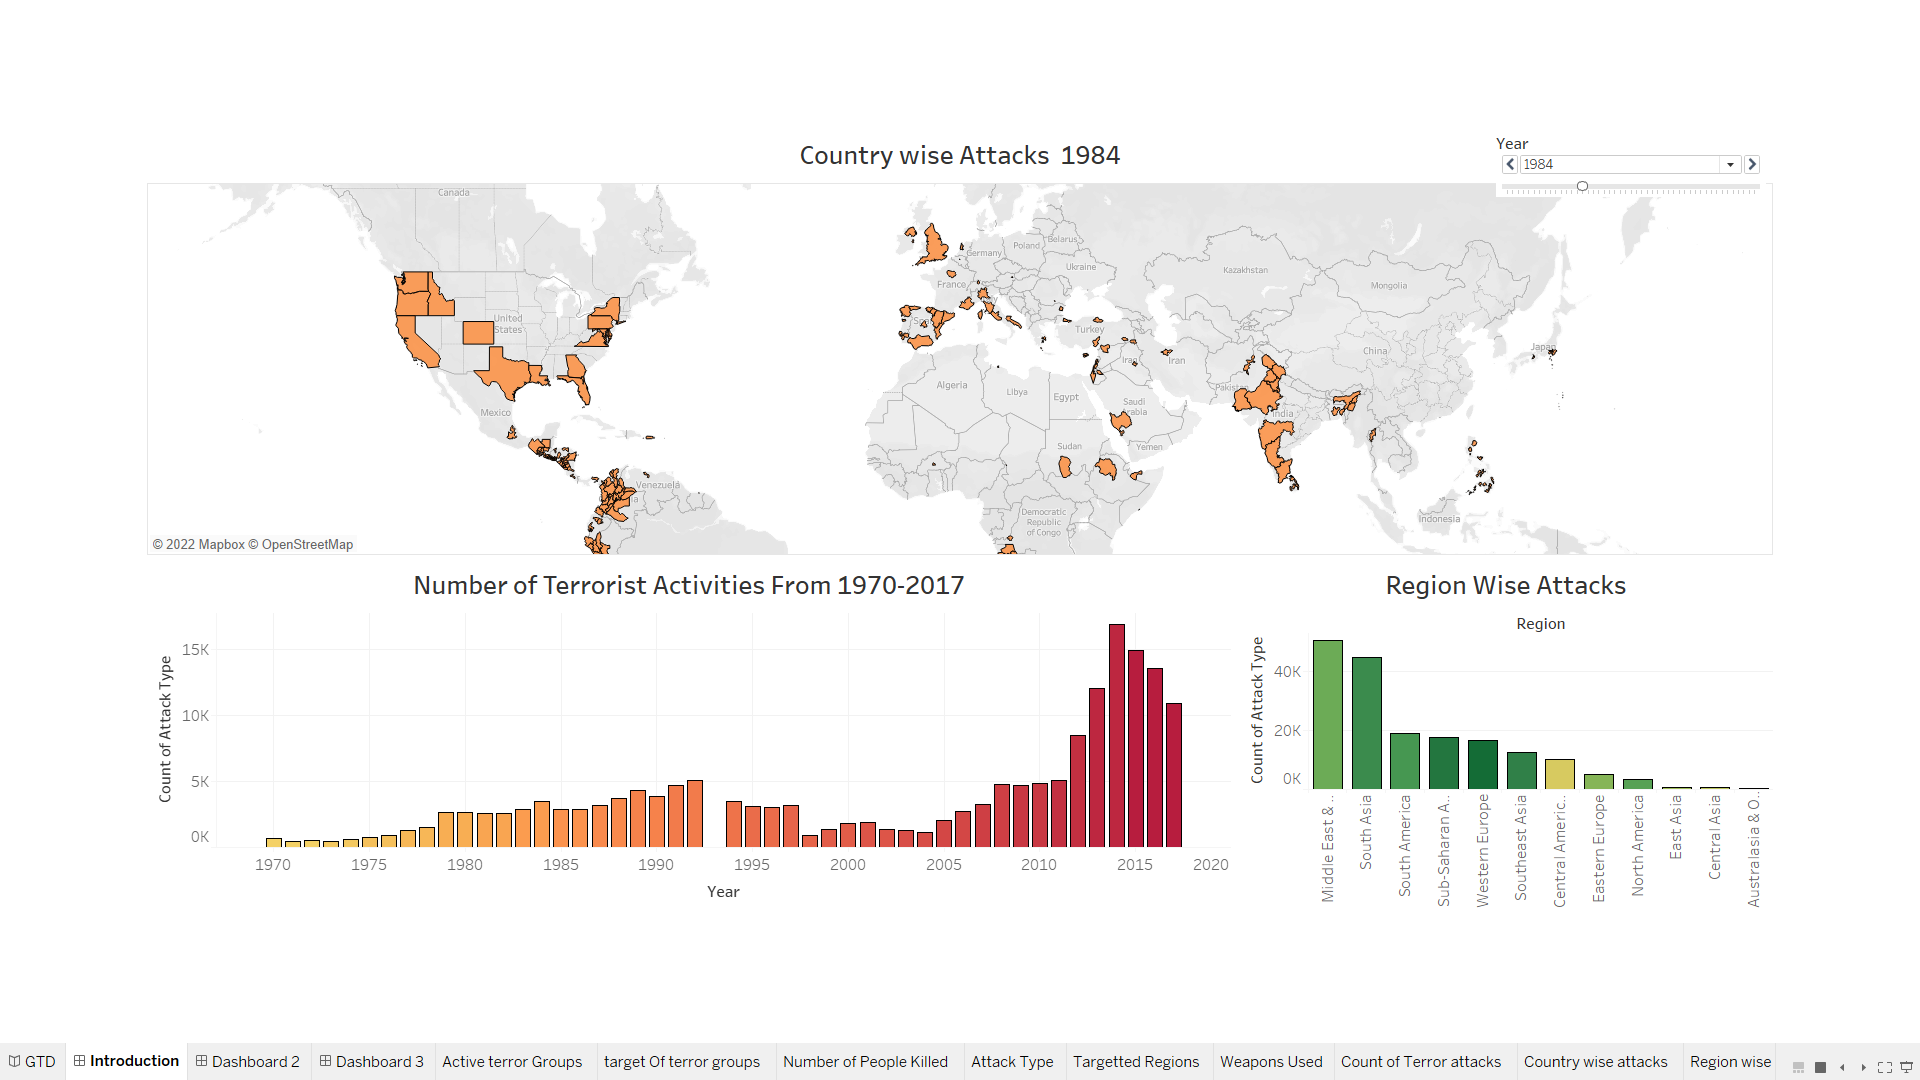 Country wise Attacks 1984
Year
1984
Canada
United States
Mexico
Venezuela
Poland
Belarus
Germany
Ukraine
France
Kazakhstan
Mongolia
Turkey
Iran
China
Japan
Algeria
Libya
Egypt
Saudi
Sudan
Yemen
India
Democratic
Republic
of Congo
Indonesia
© 2022 Mapbox © OpenStreetMap
Number of Terrorist Activities From 1970-2017
Count of Attack Type
15K
10K
5K
0K
1970 1975 1980 1985 1990 1995 2000 2005 2010 2015 2020
Year
Region Wise Attacks
Region
Count of Attack Type
40K
20K
0K
Middle East & ..
South Asia
South America
Sub-Saharan A..
Western Europe
Southeast Asia
Central Americ..
Eastern Europe
North America
East Asia
Central Asia
Australasia & O..
GTD Introduction Dashboard 2 Dashboard 3 Active terror Groups target Of terror groups Number of People Killed Attack Type Targetted Regions Weapons Used Count of Terror attacks Country wise attacks Region wise